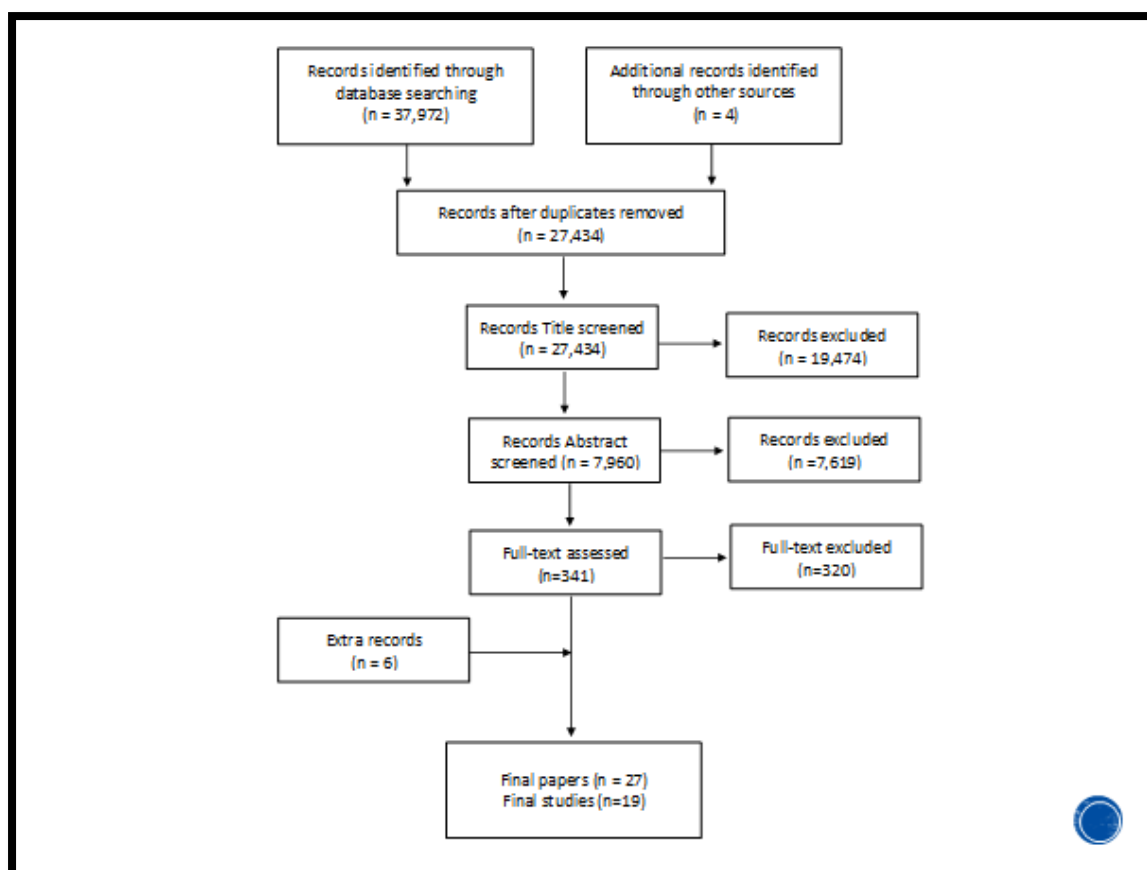 Records identified through
database searching
(n = 37,972)
Additional records identified
through other sources
(n = 4)
Records after duplicates removed
(n = 27,434)
Records Title screened
(n = 27,434)
Records excluded
(n = 19,474)
Records Abstract
screened (n = 7,960)
Records excluded
(n =7,619)
Full-text assessed
(n=341)
Full-text excluded
(n=320)
Extra records
(n = 6)
Final papers (n = 27)
Final studies (n=19)